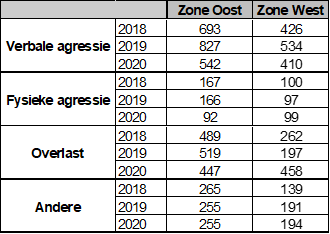 Zone Oost Zone West
Verbale agressie 2018 693 426
2019 827 534
2020 542 410
Fysieke agressie 2018 167 100
2019 166 97
2020 92 99
Overlast 2018 489 262
2019 519 197
2020 447 458
Andere 2018 265 139
2019 255 191
2020 255 194